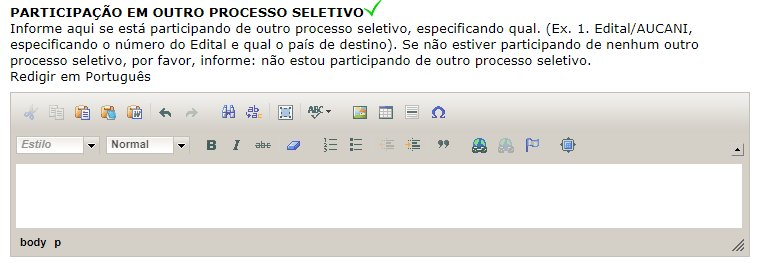 PARTICIPAÇÃO EM OUTRO PROCESSO SELETIVO
Informe aqui se está participando de outro processo seletivo, especificando qual. (Ex. 1. Edital/AUCANI,
especificando o número do Edital e qual o país de destino). Se não estiver participando de nenhum outro
processo seletivo, por favor, informe: não estou participando de outro processo seletivo.
Redigir em Português
ABC
Estilo Normal B I abc
body p